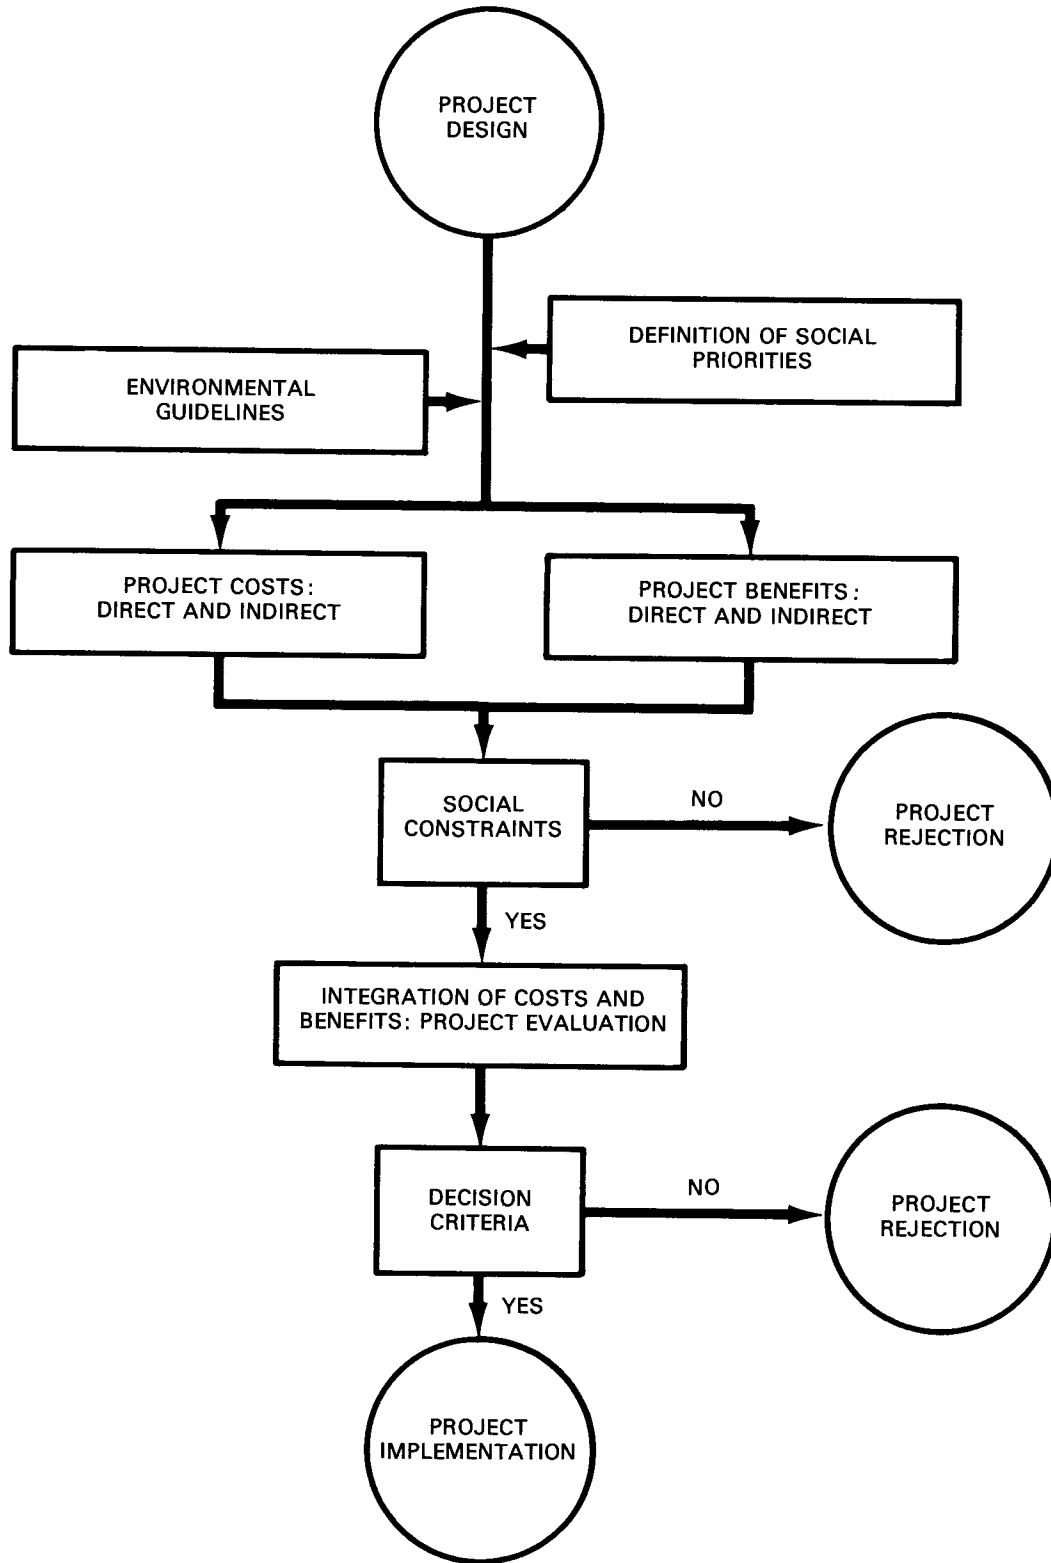 PROJECT
DESIGN
DEFINITION OF SOCIAL
PRIORITIES
ENVIRONMENTAL
GUIDELINES
PROJECT COSTS:
DIRECT AND INDIRECT
PROJECT BENEFITS:
DIRECT AND INDIRECT
SOCIAL
CONSTRAINTS
NO
PROJECT
REJECTION
YES
INTEGRATION OF COSTS AND
BENEFITS: PROJECT EVALUATION
DECISION
CRITERIA
NO
PROJECT
REJECTION
YES
PROJECT
IMPLEMENTATION